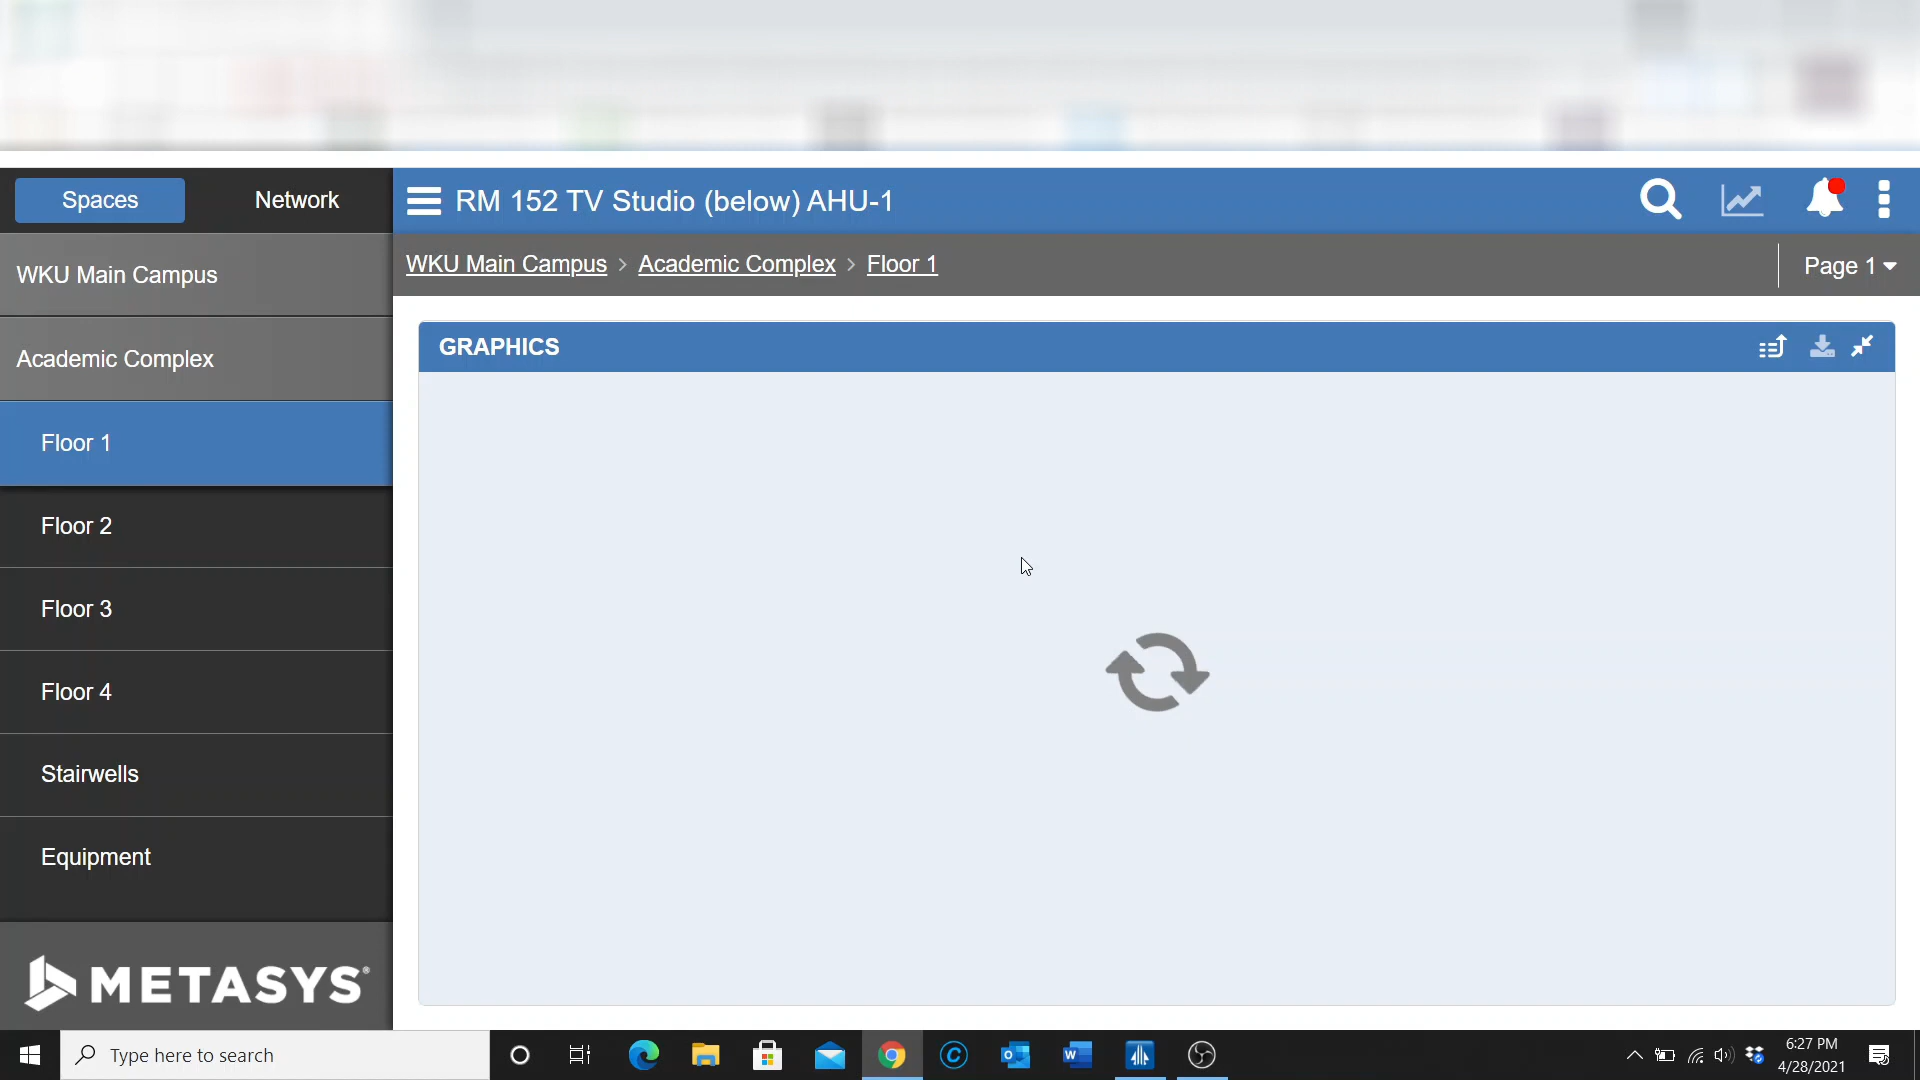 Spaces
Network
RM 152 TV Studio (below) AHU-1
WKU Main Campus
WKU Main Campus > Academic Complex > Floor 1
Page 1
Academic Complex
GRAPHICS
Floor 1
Floor 2
Floor 3
Floor 4
Stairwells
Equipment
METASYS®
Type here to search
6:27 PM
4/28/2021